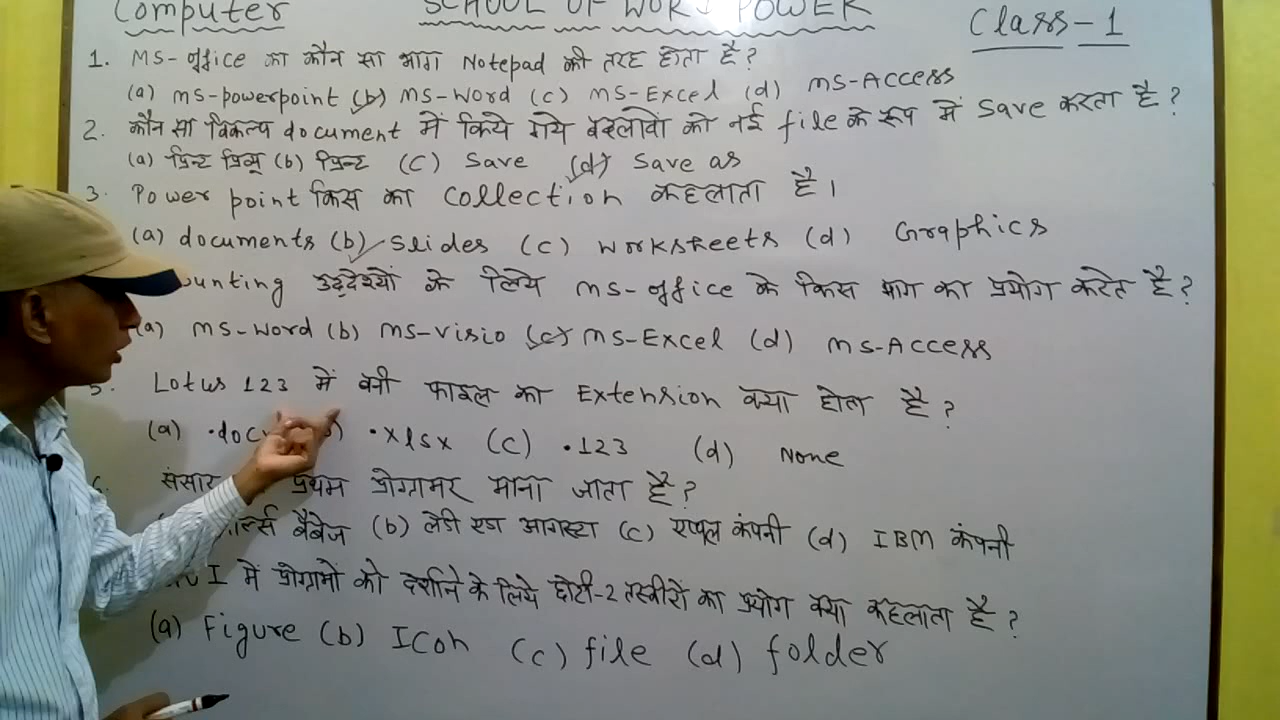 Computer SCHOOL OF WORD POWER Class-1
1. MS-office का कौन सा भाग Notepad की तरह होता है?
(a) MS-Powerpoint (b) MS-Word (c) MS-Excel (d) MS-Access
2. कौन सा विकल्प document में किये गये बदलावों को नई file के रूप में Save करता है?
(a) प्रिन्ट प्रिव्यू (b) प्रिन्ट (c) Save (d) Save as
3. Power point किस का Collection कहलाता है।
(a) documents (b) Slides (c) Worksheets (d) Graphics
ounting उद्देश्यों के लिये MS-office के किस भाग का प्रयोग करते है?
(a) MS-Word (b) MS-Visio (c) MS-Excel (d) MS-Access
5. Lotus 123 में बनी फाइल का Extension क्या होता है?
(a) .doc .xlsx (c) .123 (d) None
संसार प्रथम प्रोग्रामर माना जाता है?
बैबेज (b) लेडी एडा आगस्टा (c) एप्पल कंपनी (d) IBM कंपनी
I में प्रोग्रामों को दर्शाने के लिये छोटी-2 तस्वीरों का प्रयोग क्या कहलाता है?
(a) Figure (b) ICon (c) file (d) folder